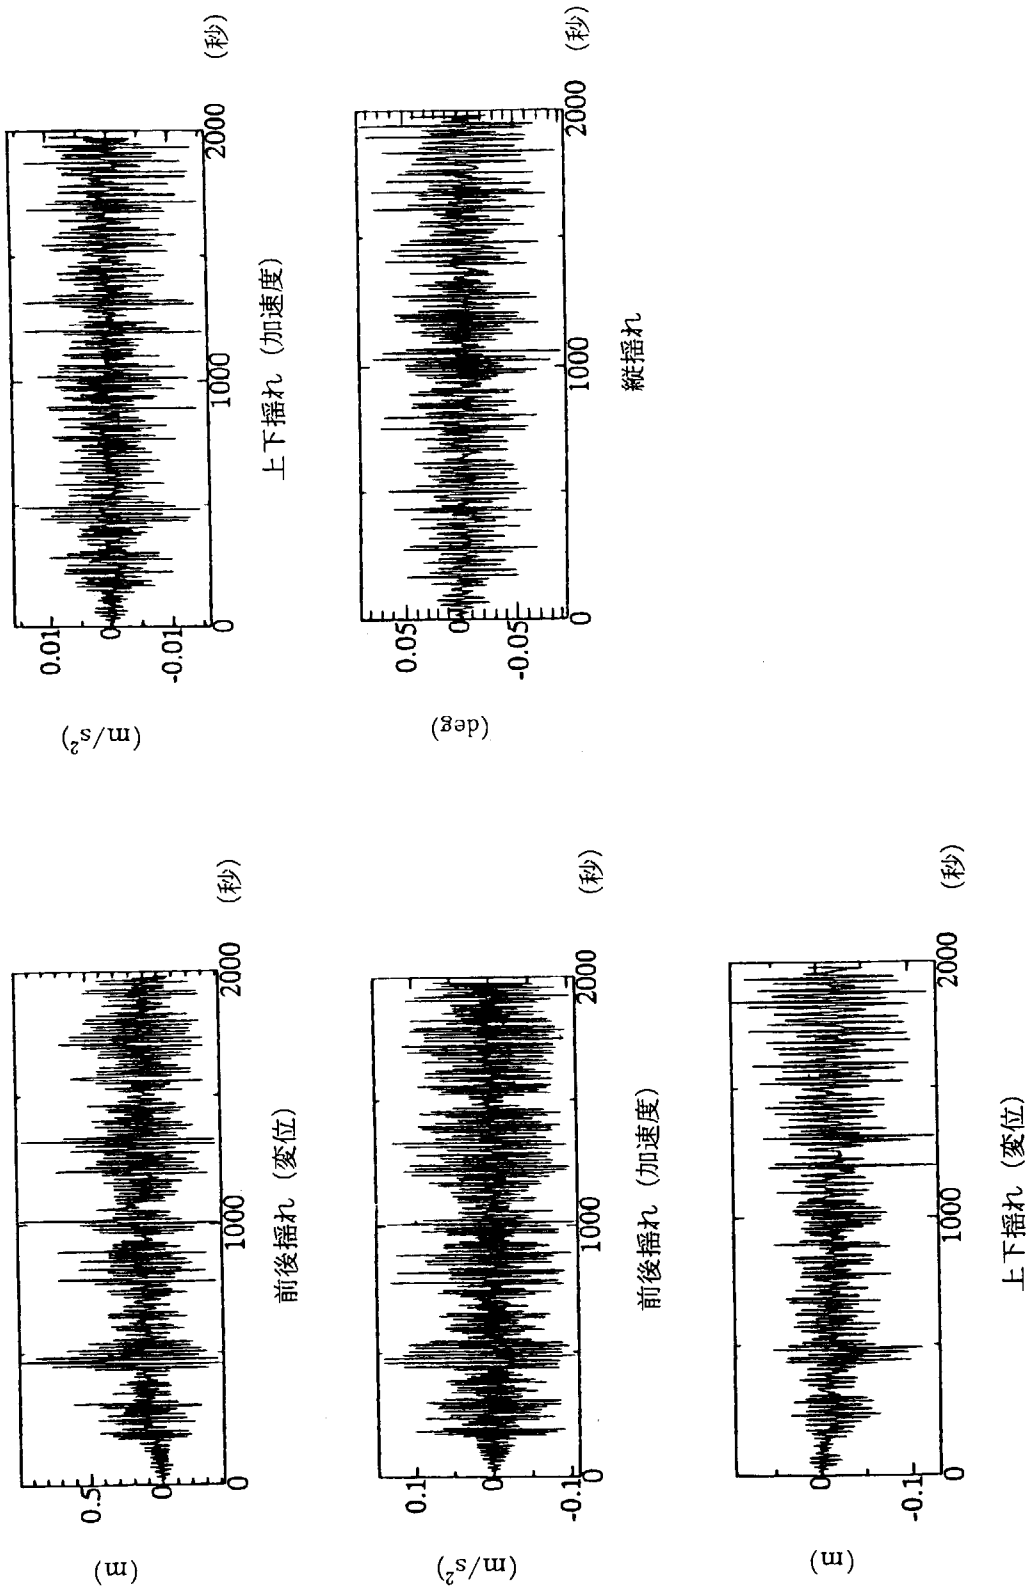 (m)
0.5
0
0
1000
2000
(秒)
前後揺れ (変位)
(m/s²)
0.1
0
-0.1
0
1000
2000
(秒)
前後揺れ (加速度)
(m)
0
-0.1
0
1000
2000
(秒)
上下揺れ (変位)
(m/s²)
0.01
0
-0.01
0
1000
2000
(秒)
上下揺れ (加速度)
(deg)
0.05
0
-0.05
0
1000
2000
(秒)
縦揺れ